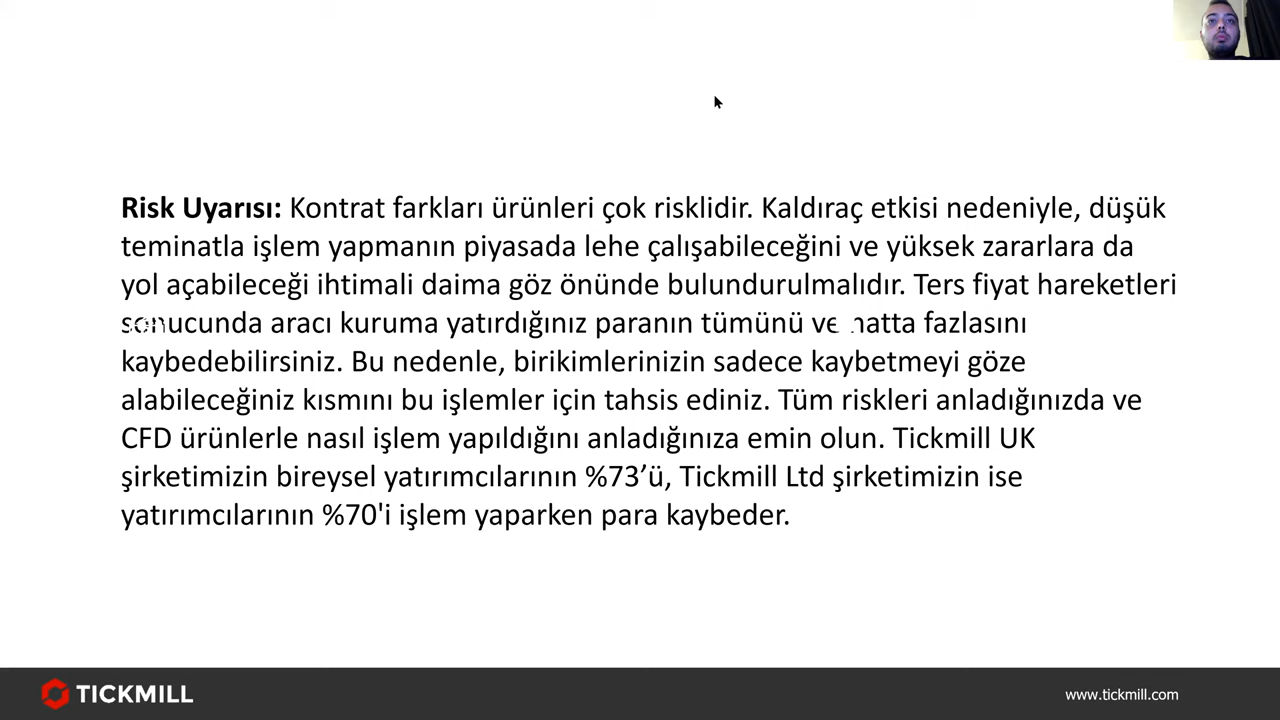 Risk Uyarısı: Kontrat farkları ürünleri çok risklidir. Kaldıraç etkisi nedeniyle, düşük
teminatla işlem yapmanın piyasada lehe çalışabileceğini ve yüksek zararlara da
yol açabileceği ihtimali daima göz önünde bulundurulmalıdır. Ters fiyat hareketleri
sonucunda aracı kuruma yatırdığınız paranın tümünü ve hatta fazlasını
kaybedebilirsiniz. Bu nedenle, birikimlerinizin sadece kaybetmeyi göze
alabileceğiniz kısmını bu işlemler için tahsis ediniz. Tüm riskleri anladığınızda ve
CFD ürünlerle nasıl işlem yapıldığını anladığınıza emin olun. Tickmill UK
şirketimizin bireysel yatırımcılarının %73’ü, Tickmill Ltd şirketimizin ise
yatırımcılarının %70'i işlem yaparken para kaybeder.
TICKMILL
www.tickmill.com